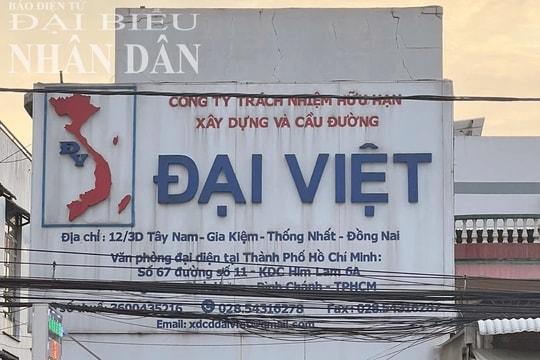 BÁO ĐIỆN TỬ
ĐẠI BIỂU
NHÂN DÂN
CÔNG TY TRÁCH NHIỆM HỮU HẠN
XÂY DỰNG VÀ CẦU ĐƯỜNG
ĐV
ĐẠI VIỆT
Địa chỉ : 12/3D Tây Nam - Gia Kiệm - Thống Nhất - Đồng Nai
Văn phòng đại diện tại Thành Phố Hồ Chí Minh:
Số 67 đường số 11 - KDC Him Lam 6A
Bình Chánh - TPHCM
Số thuế :3600435216
028.54316278
Fax:
Email: xdcddaiviet@gmail.com